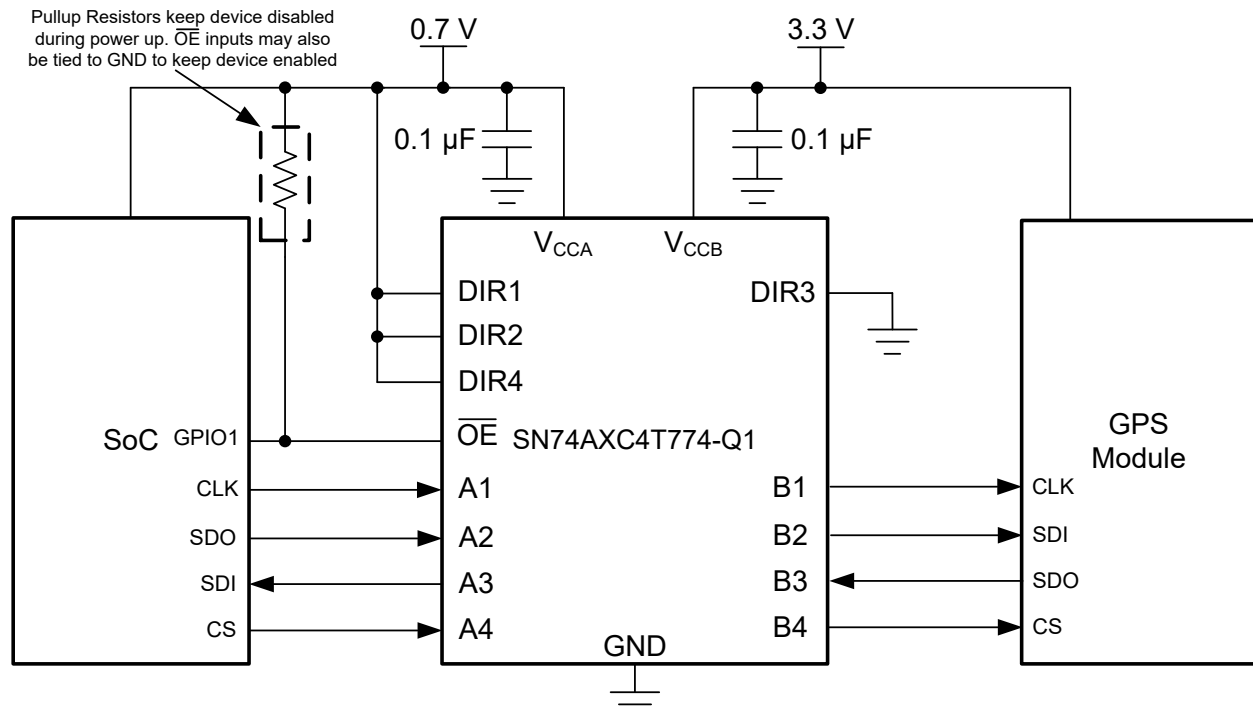 Pullup Resistors keep device disabled
during power up. O̅E̅ inputs may also
be tied to GND to keep device enabled
0.7 V
3.3 V
0.1 µF
0.1 µF
VCCA
VCCB
DIR1
DIR3
DIR2
DIR4
SoC
GPIO1
O̅E̅
SN74AXC4T774-Q1
GPS
Module
CLK
A1
B1
CLK
SDO
A2
B2
SDI
SDI
A3
B3
SDO
CS
A4
B4
CS
GND